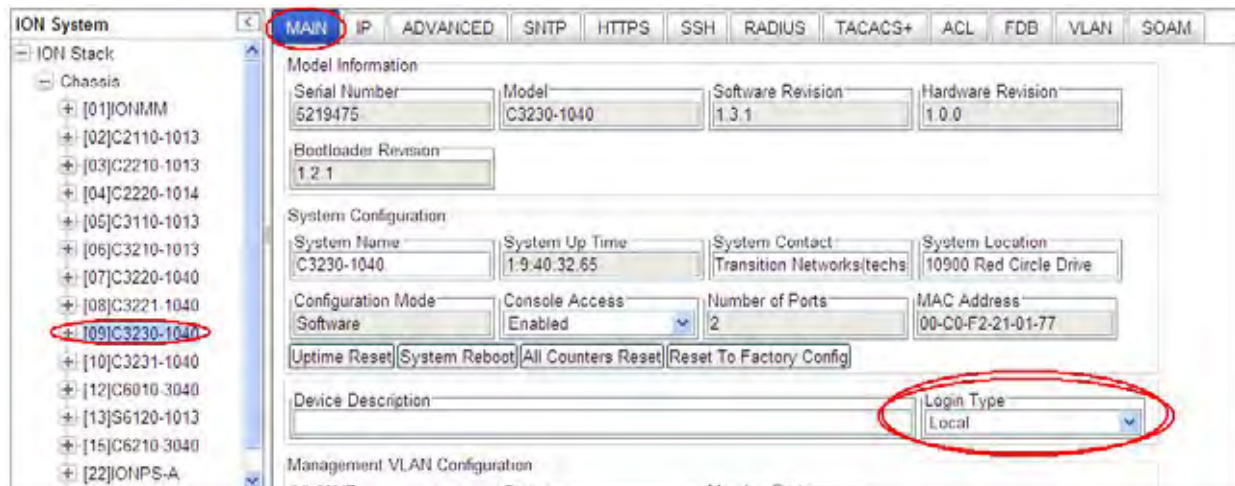 ION System
<
MAIN IP ADVANCED SNTP HTTPS SSH RADIUS TACACS+ ACL FDB VLAN SOAM
ION Stack
Chassis
[01]IONMM
[02]C2110-1013
[03]C2210-1013
[04]C2220-1014
[05]C3110-1013
[06]C3210-1013
[07]C3220-1040
[08]C3221-1040
[09]C3230-1040
[10]C3231-1040
[12]C6010-3040
[13]S6120-1013
[15]C6210-3040
[22]IONPS-A
Model Information
Serial Number Model Software Revision Hardware Revision
5219475 C3230-1040 1.3.1 1.0.0
Bootloader Revision
1.2.1
System Configuration
System Name System Up Time System Contact System Location
C3230-1040 1:9:40:32.65 Transition Networks(techs 10900 Red Circle Drive
Configuration Mode Console Access Number of Ports MAC Address
Software Enabled 2 00-C0-F2-21-01-77
Uptime Reset System Reboot All Counters Reset Reset To Factory Config
Device Description Login Type
Local
Management VLAN Configuration